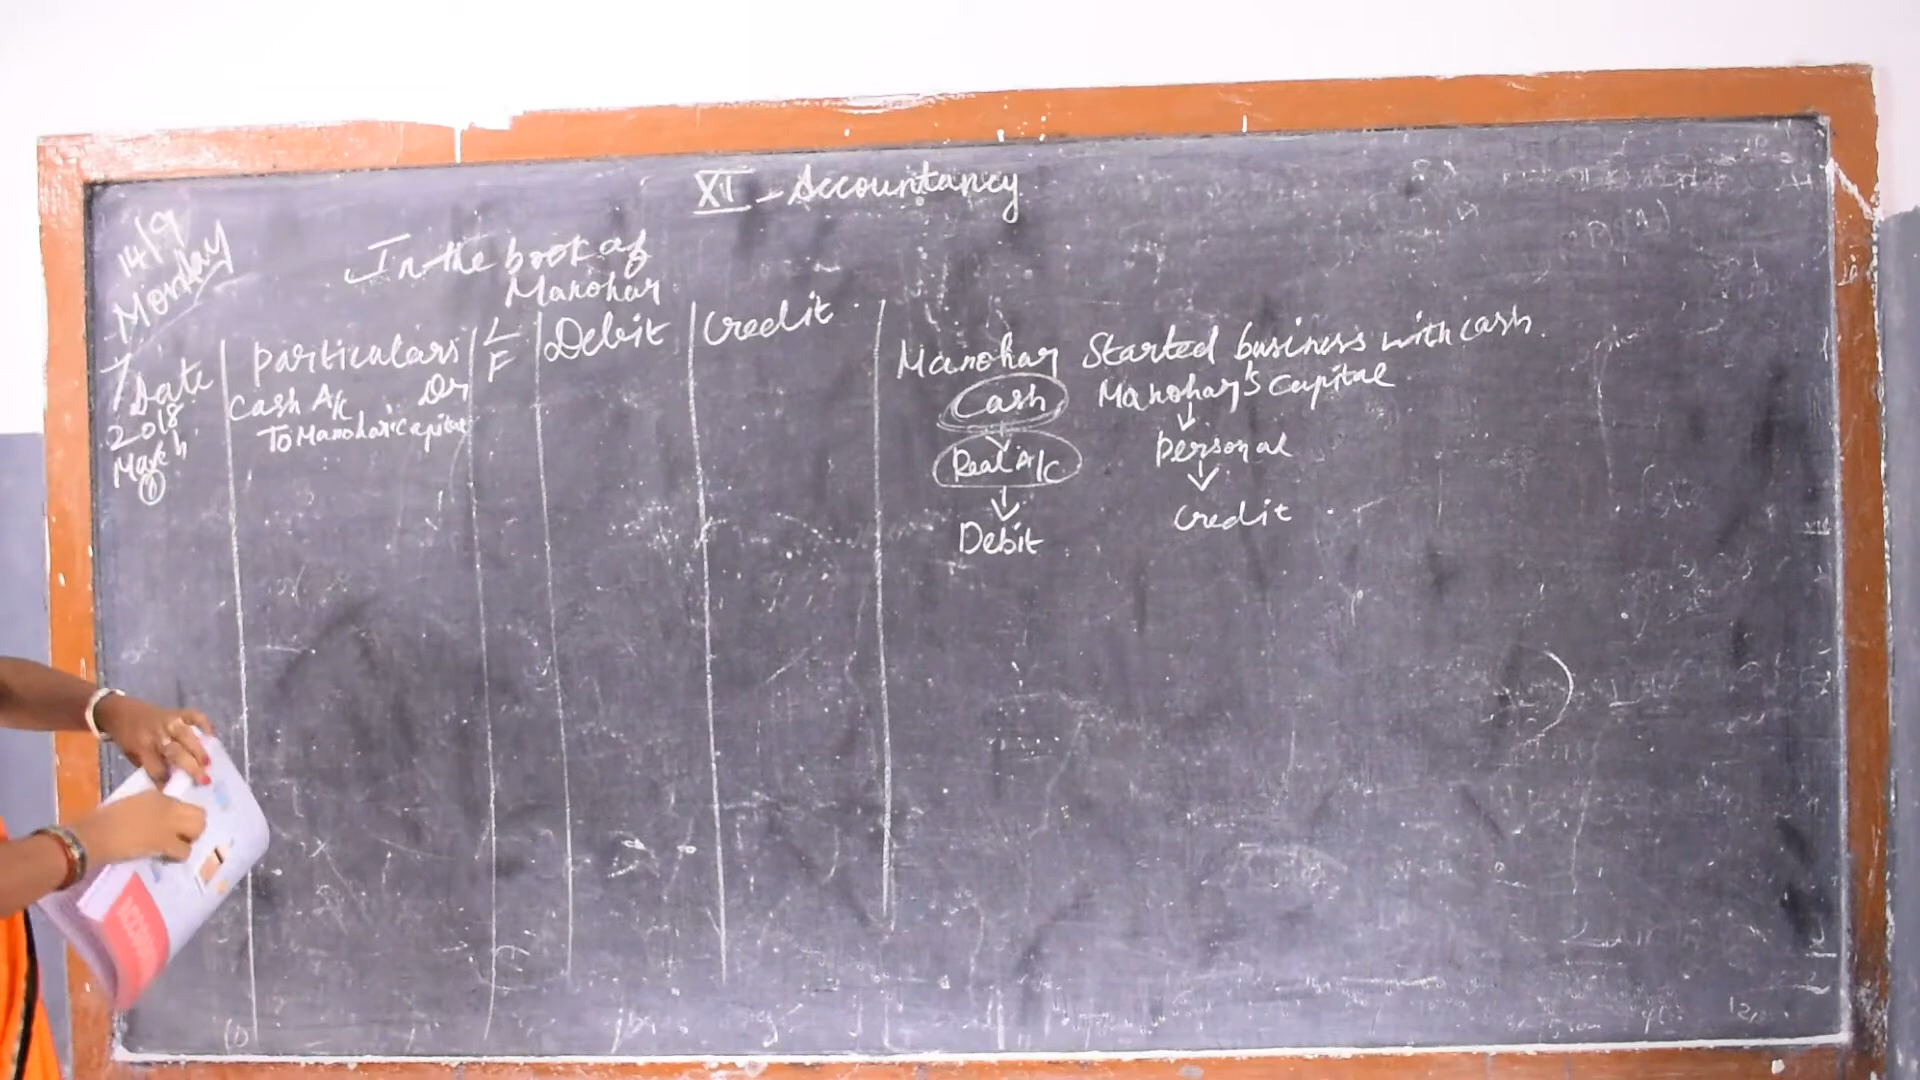 XI - Accountancy
14/9
Monday
In the book of
Manohar
Date
Particulars
L
F
Debit
Credit
2018
March
1
Cash A/c Dr
To Manohar capital
Manohar Started business with cash.
Cash
Manohar's capital
Real A/c
Personal
Debit
Credit